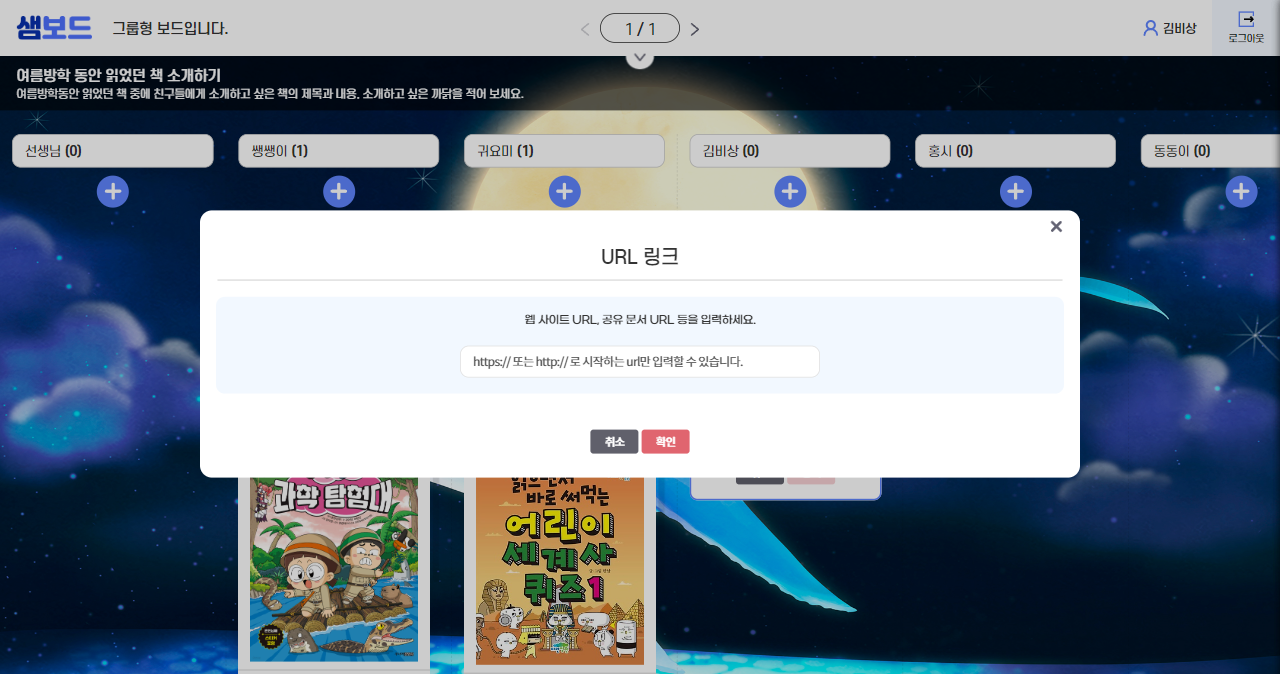 샘보드
그룹형 보드입니다.
1 / 1
김비상
로그아웃
여름방학 동안 읽었던 책 소개하기
여름방학동안 읽었던 책 중에 친구들에게 소개하고 싶은 책의 제목과 내용. 소개하고 싶은 까닭을 적어 보세요.
선생님 (0)
쌩쌩이 (1)
귀요미 (1)
김비상 (0)
홍시 (0)
동동이 (0)
URL 링크
웹 사이트 URL, 공유 문서 URL 등을 입력하세요.
https:// 또는 http:// 로 시작하는 url만 입력할 수 있습니다.
취소
확인
과학 탐험대
읽으면서
바로 써먹는
어린이
세계사
퀴즈 1